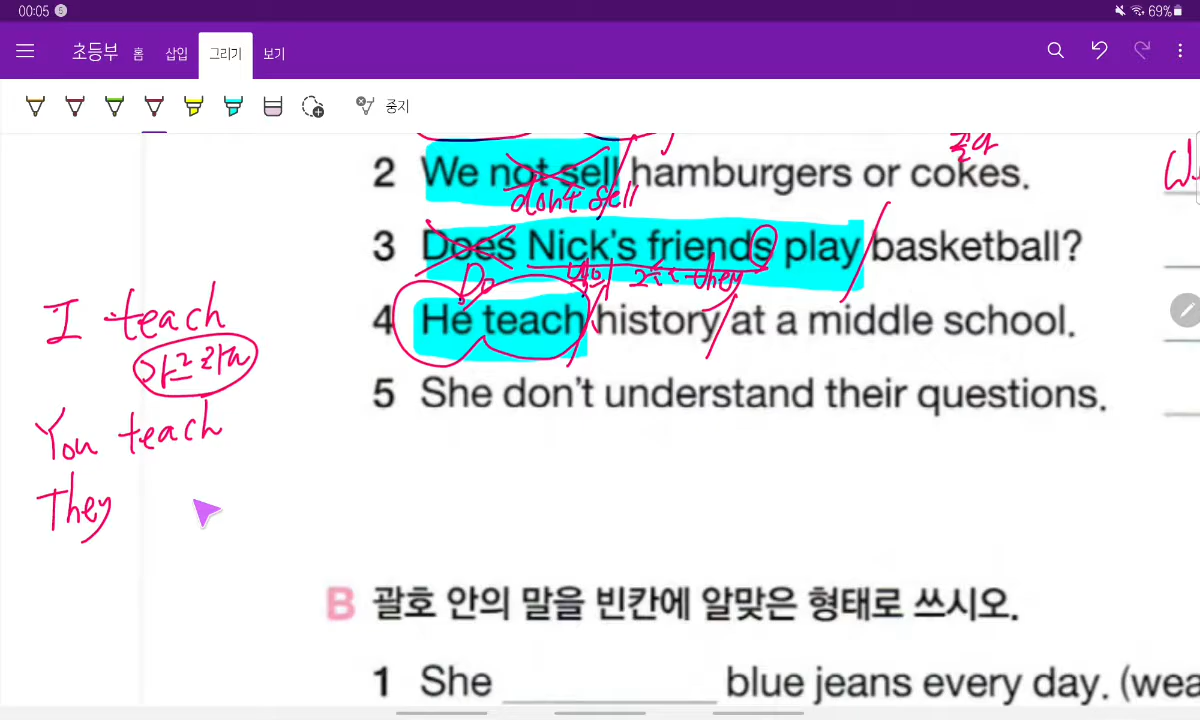 00:05 S 69%
초등부 홈 삽입 그리기 보기
중지
2 We not sell hamburgers or cokes.
don't sell
3 Does Nick's friends play basketball?
Do they
4 He teach history at a middle school.
5 She don't understand their questions.
I teach
You teach
They
B 괄호 안의 말을 빈칸에 알맞은 형태로 쓰시오.
1 She ________ blue jeans every day. (wea